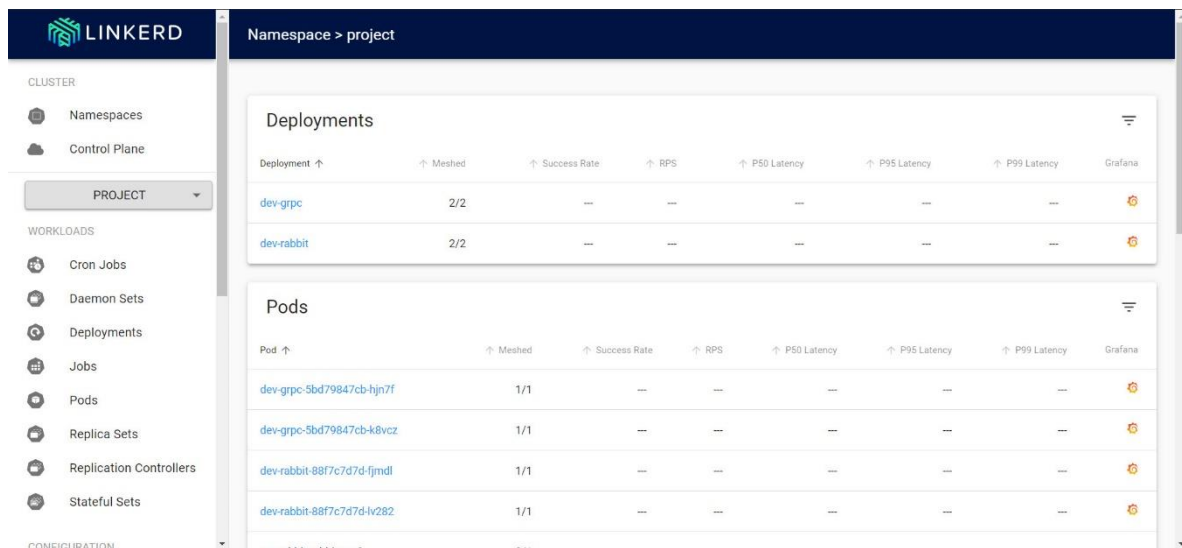 LINKERD
Namespace > project
CLUSTER
Namespaces
Control Plane
PROJECT
WORKLOADS
Cron Jobs
Daemon Sets
Deployments
Jobs
Pods
Replica Sets
Replication Controllers
Stateful Sets
CONFIGURATION
Deployments
Deployment ↑ ↑ Meshed ↑ Success Rate ↑ RPS ↑ P50 Latency ↑ P95 Latency ↑ P99 Latency Grafana
dev-grpc 2/2 --- --- --- --- ---
dev-rabbit 2/2 --- --- --- --- ---
Pods
Pod ↑ ↑ Meshed ↑ Success Rate ↑ RPS ↑ P50 Latency ↑ P95 Latency ↑ P99 Latency Grafana
dev-grpc-5bd79847cb-hjn7f 1/1 --- --- --- --- ---
dev-grpc-5bd79847cb-k8vcz 1/1 --- --- --- --- ---
dev-rabbit-88f7c7d7d-fjmdl 1/1 --- --- --- --- ---
dev-rabbit-88f7c7d7d-lv282 1/1 --- --- --- --- ---